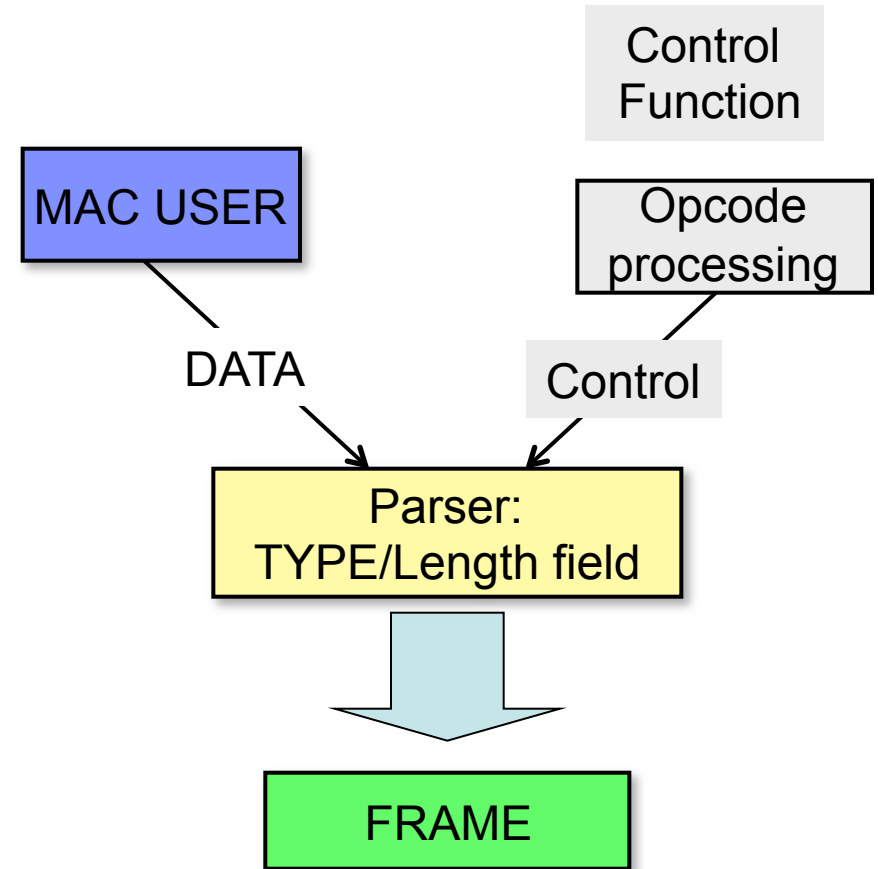 Control
Function
MAC USER
Opcode
processing
DATA
Control
Parser:
TYPE/Length field
FRAME